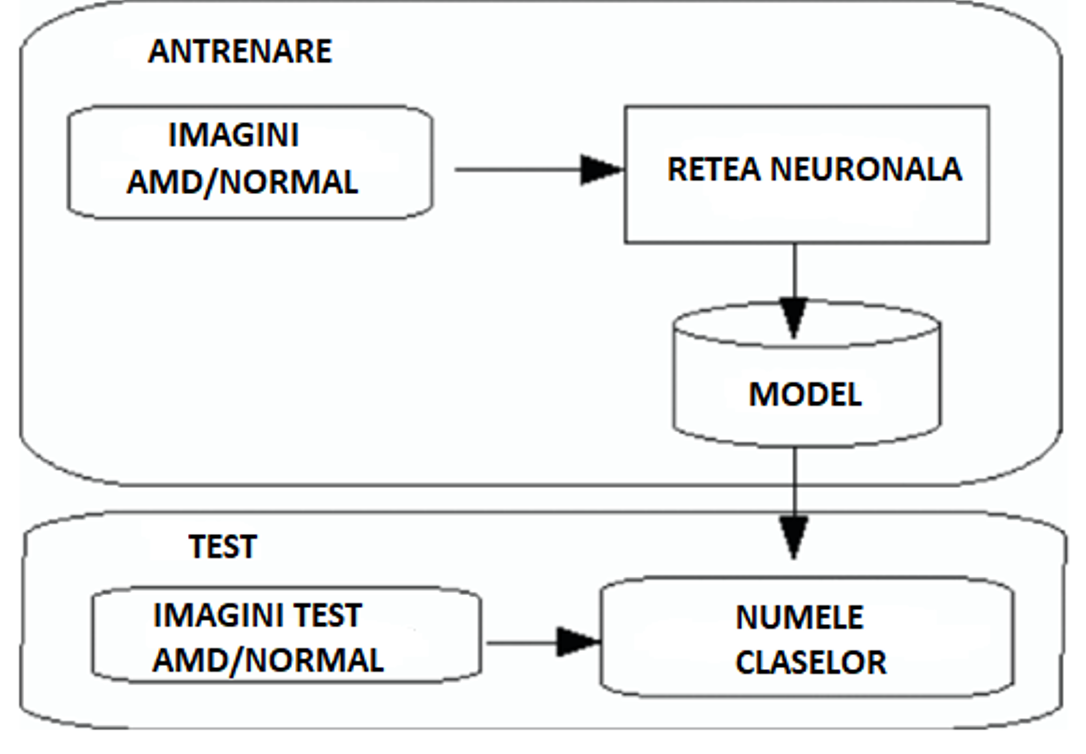 ANTRENARE
IMAGINI
AMD/NORMAL
RETEA NEURONALA
MODEL
TEST
IMAGINI TEST
AMD/NORMAL
NUMELE
CLASELOR